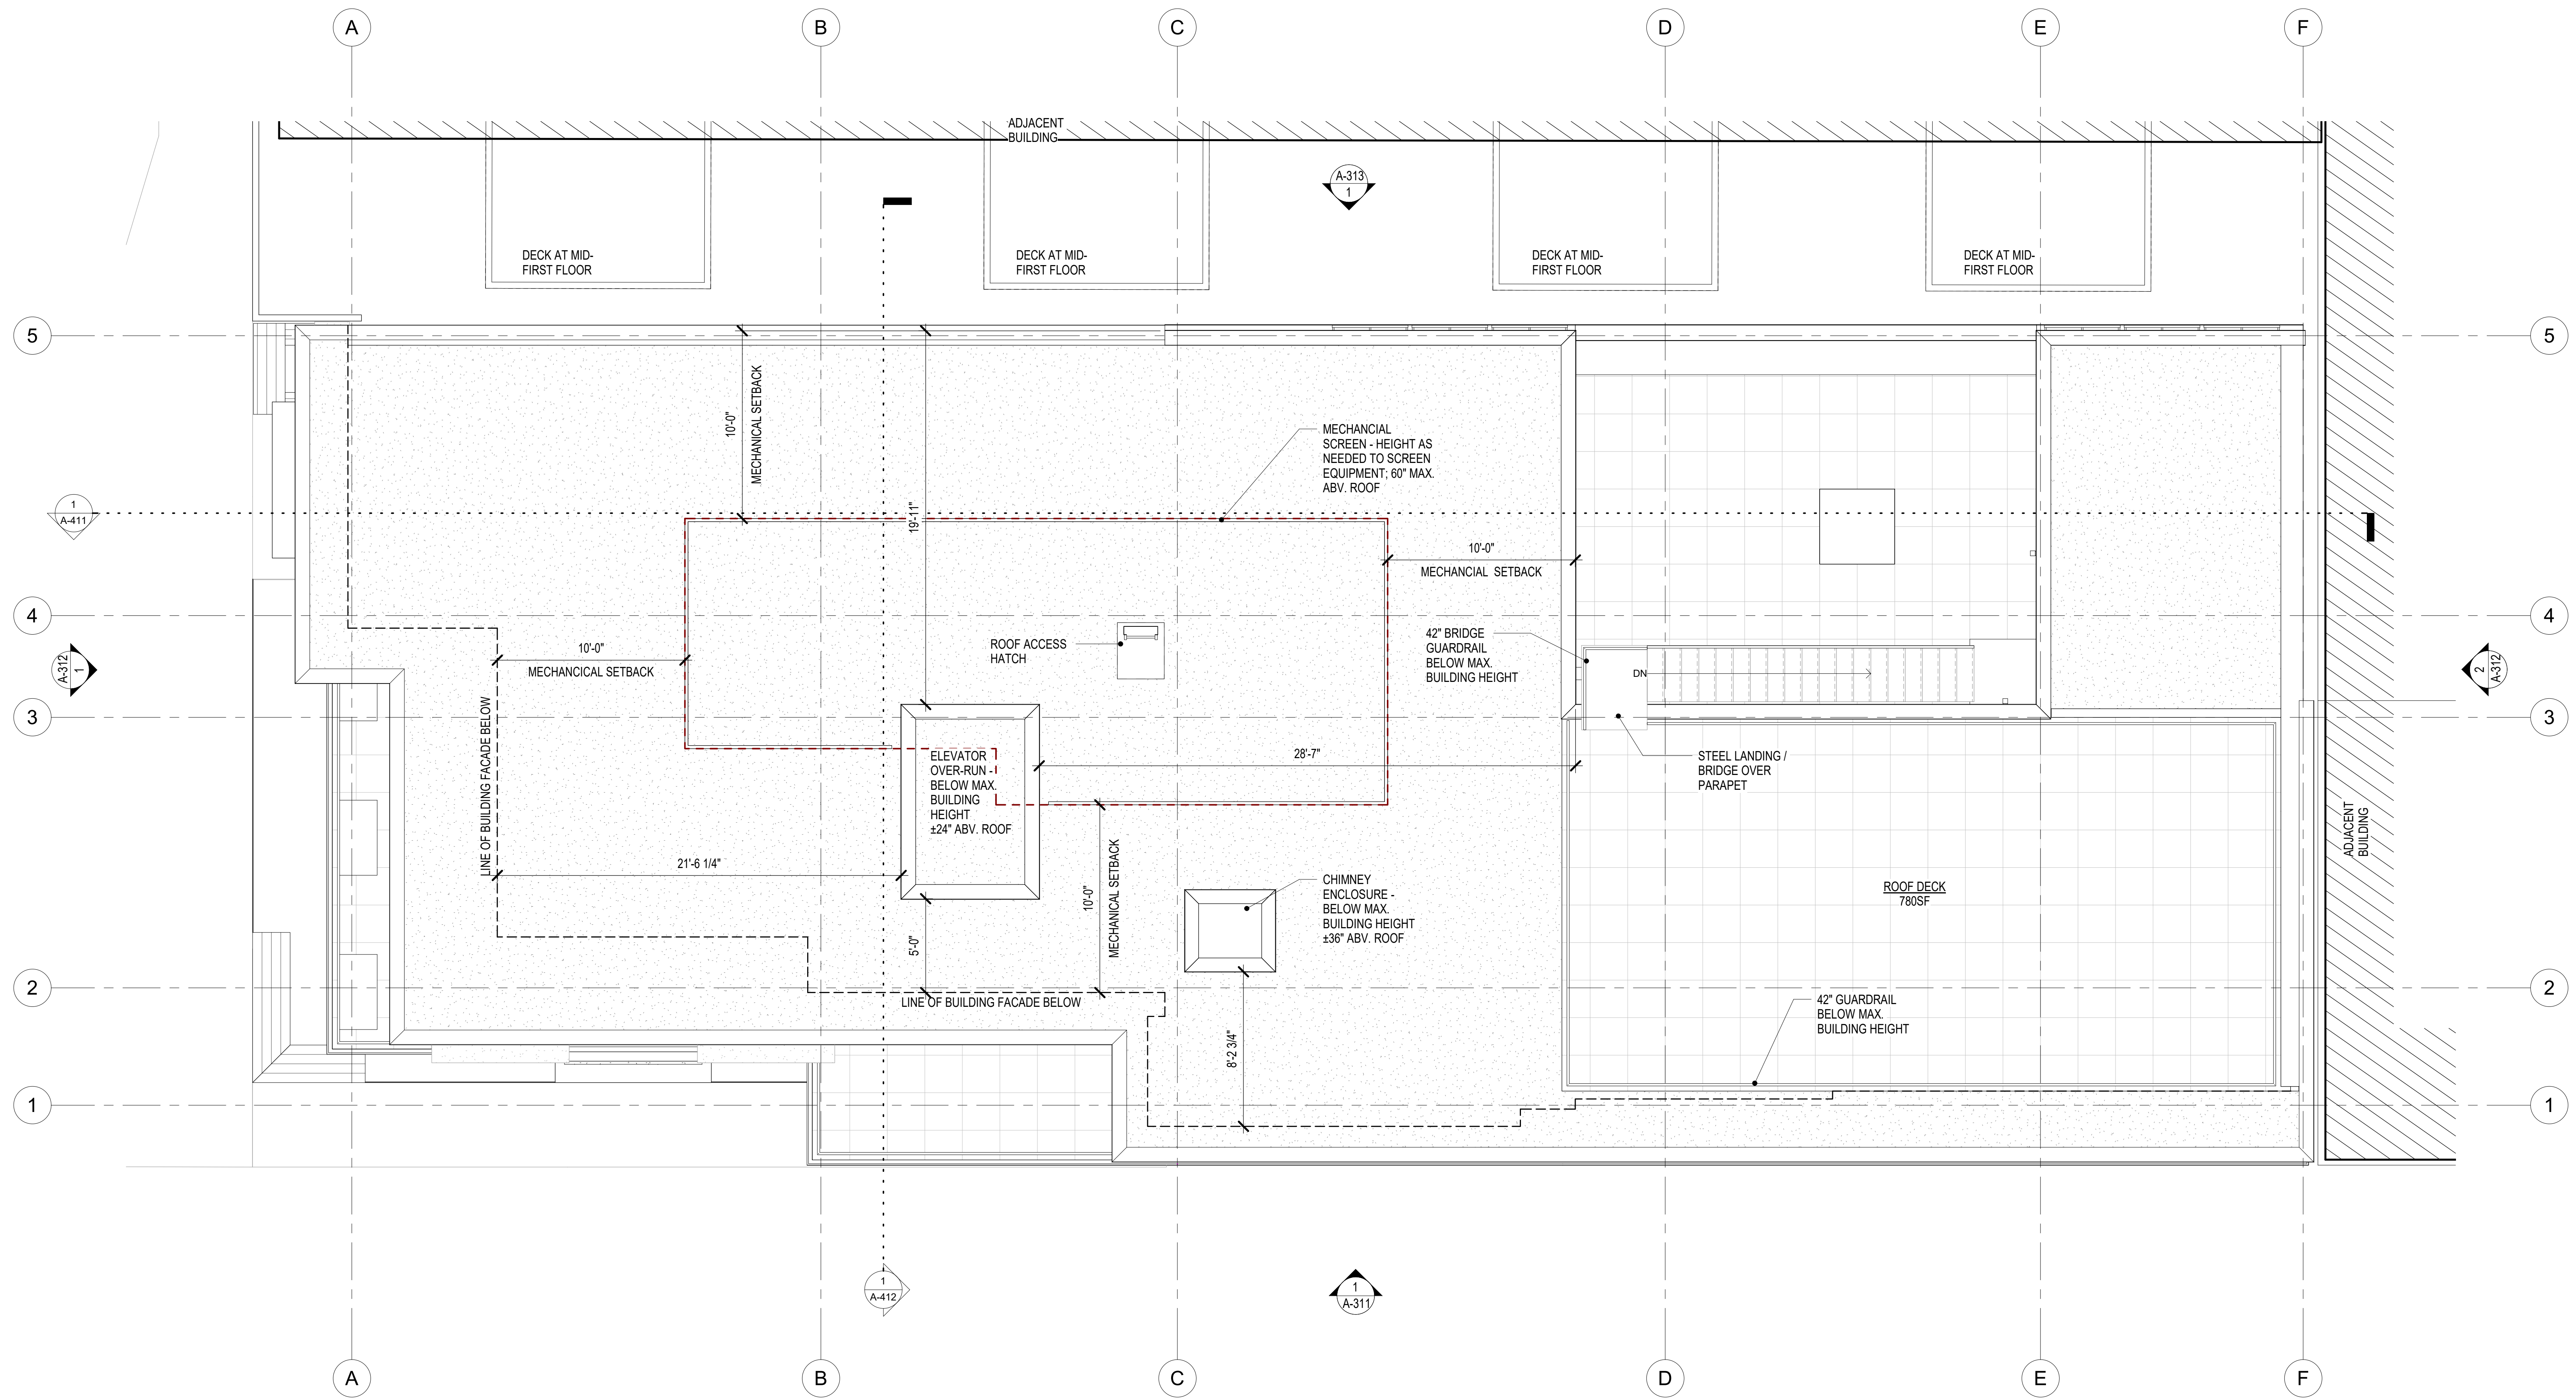 A
B
C
D
E
F
ADJACENT
BUILDING
A-313
1
DECK AT MID-
FIRST FLOOR
DECK AT MID-
FIRST FLOOR
DECK AT MID-
FIRST FLOOR
DECK AT MID-
FIRST FLOOR
5
5
10'-0"
MECHANICAL SETBACK
19'-11"
MECHANCIAL
SCREEN - HEIGHT AS
NEEDED TO SCREEN
EQUIPMENT; 60" MAX.
ABV. ROOF
1
A-411
10'-0"
MECHANCIAL SETBACK
4
4
10'-0"
MECHANCICAL SETBACK
ROOF ACCESS
HATCH
42" BRIDGE
GUARDRAIL
BELOW MAX.
BUILDING HEIGHT
DN
A-312
1
2
A-312
3
3
LINE OF BUILDING FACADE BELOW
ELEVATOR
OVER-RUN -
BELOW MAX.
BUILDING
HEIGHT
±24" ABV. ROOF
28'-7"
STEEL LANDING /
BRIDGE OVER
PARAPET
ADJACENT
BUILDING
21'-6 1/4"
10'-0"
MECHANICAL SETBACK
CHIMNEY
ENCLOSURE -
BELOW MAX.
BUILDING HEIGHT
±36" ABV. ROOF
ROOF DECK
780SF
5'-0"
2
2
LINE OF BUILDING FACADE BELOW
42" GUARDRAIL
BELOW MAX.
BUILDING HEIGHT
8'-2 3/4"
1
1
1
A-412
1
A-311
A
B
C
D
E
F